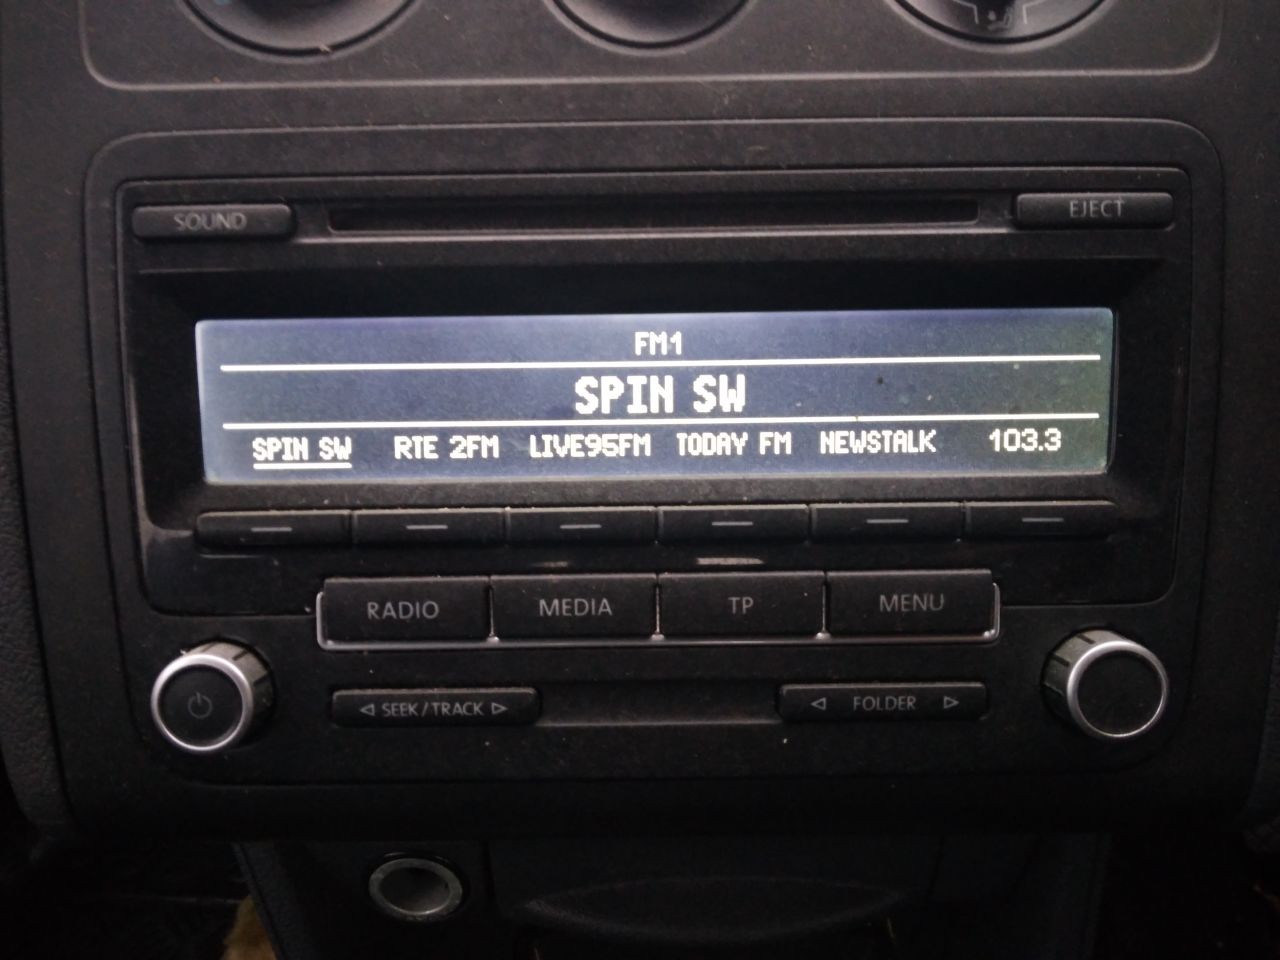 SOUND
EJECT
FM1
SPIN SW
SPIN SW RTE 2FM LIVE95FM TODAY FM NEWSTALK 103.3
RADIO MEDIA TP MENU
SEEK/TRACK FOLDER